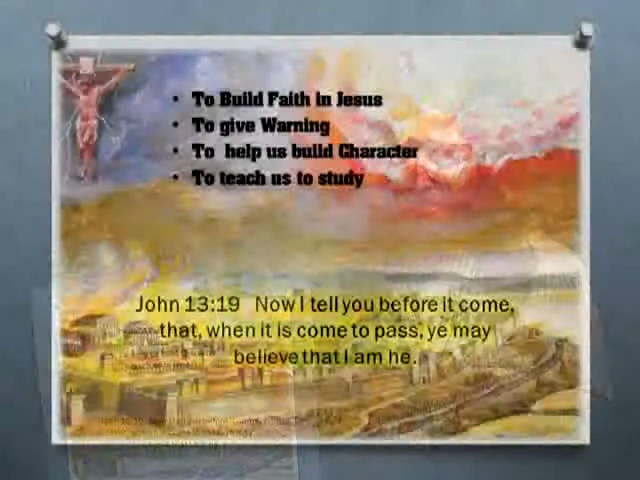 • To Build Faith in Jesus
• To give Warning
• To help us build Character
• To teach us to study
John 13:19 Now I tell you before it come,
that, when it is come to pass, ye may
believe that I am he.